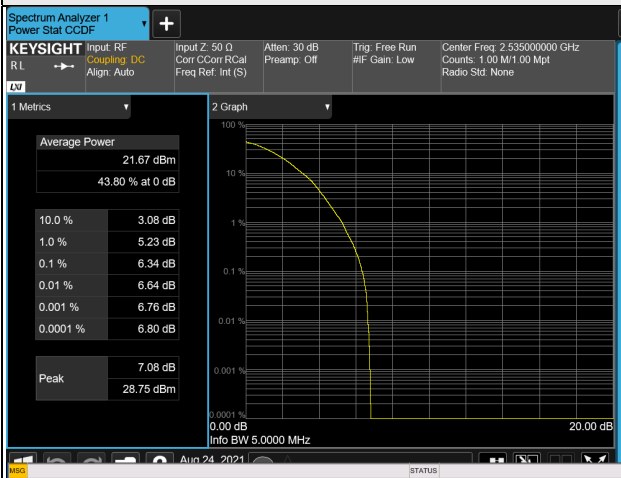 Spectrum Analyzer 1
Power Stat CCDF
+
KEYSIGHT
RL
LXI
Input: RF
Coupling: DC
Align: Auto
Input Z: 50 Ω
Corr CCorr RCal
Freq Ref: Int (S)
Atten: 30 dB
Preamp: Off
Trig: Free Run
#IF Gain: Low
Center Freq: 2.535000000 GHz
Counts: 1.00 M/1.00 Mpt
Radio Std: None
1 Metrics
Average Power
21.67 dBm
43.80 % at 0 dB
10.0 % 3.08 dB
1.0 % 5.23 dB
0.1 % 6.34 dB
0.01 % 6.64 dB
0.001 % 6.76 dB
0.0001 % 6.80 dB
Peak
7.08 dB
28.75 dBm
2 Graph
100 %
10 %
1 %
0.1 %
0.01 %
0.001 %
0.0001 %
0.00 dB 20.00 dB
Info BW 5.0000 MHz
Aug 24, 2021
MSG STATUS